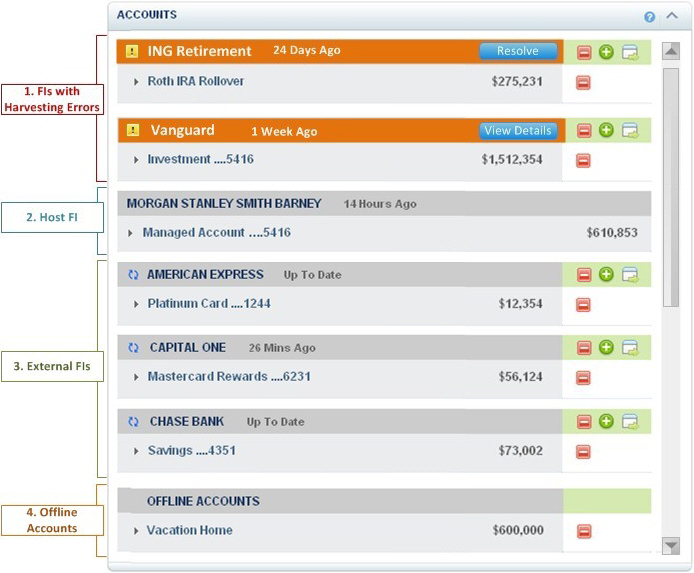 ACCOUNTS
1. FIs with
Harvesting Errors
ING Retirement 24 Days Ago Resolve
Roth IRA Rollover $275,231
Vanguard 1 Week Ago View Details
Investment ....5416 $1,512,354
2. Host FI
MORGAN STANLEY SMITH BARNEY 14 Hours Ago
Managed Account ....5416 $610,853
3. External FIs
AMERICAN EXPRESS Up To Date
Platinum Card ....1244 $12,354
CAPITAL ONE 26 Mins Ago
Mastercard Rewards ....6231 $56,124
CHASE BANK Up To Date
Savings ....4351 $73,002
4. Offline
Accounts
OFFLINE ACCOUNTS
Vacation Home $600,000